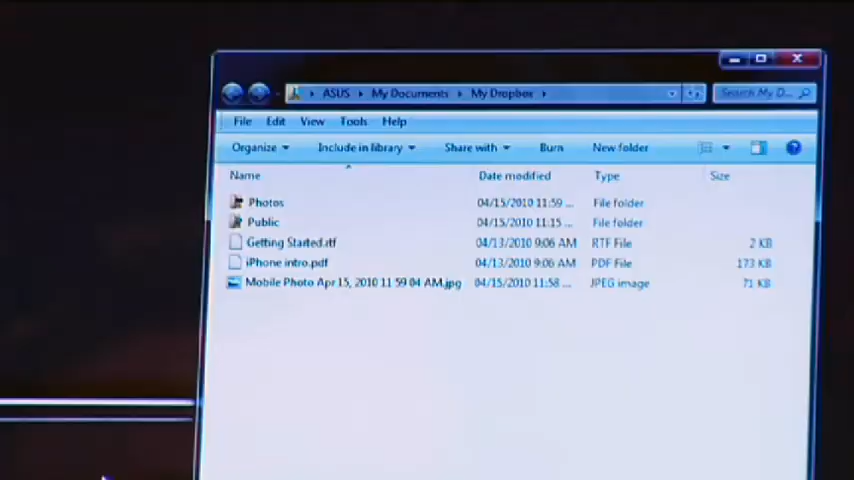 ASUS ▸ My Documents ▸ My Dropbox ▸ Search My D...
File Edit View Tools Help
Organize Include in library Share with Burn New folder
Name Date modified Type Size
Photos 04/15/2010 11:59 ... File folder
Public 04/15/2010 11:15 ... File folder
Getting Started.rtf 04/13/2010 9:06 AM RTF File 2 KB
iPhone intro.pdf 04/13/2010 9:06 AM PDF File 173 KB
Mobile Photo Apr 15, 2010 11 59 04 AM.jpg 04/15/2010 11:58 ... JPEG image 71 KB